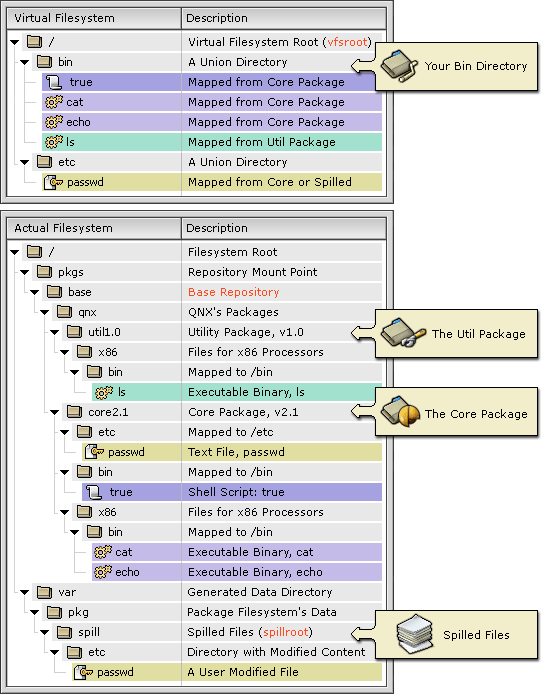 Virtual Filesystem Description
/ Virtual Filesystem Root (vfsroot)
bin A Union Directory
Your Bin Directory
true Mapped from Core Package
cat Mapped from Core Package
echo Mapped from Core Package
ls Mapped from Util Package
etc A Union Directory
passwd Mapped from Core or Spilled
Actual Filesystem Description
/ Filesystem Root
pkgs Repository Mount Point
base Base Repository
qnx QNX's Packages
util1.0 Utility Package, v1.0
The Util Package
x86 Files for x86 Processors
bin Mapped to /bin
ls Executable Binary, ls
core2.1 Core Package, v2.1
The Core Package
etc Mapped to /etc
passwd Text File, passwd
bin Mapped to /bin
true Shell Script: true
x86 Files for x86 Processors
bin Mapped to /bin
cat Executable Binary, cat
echo Executable Binary, echo
var Generated Data Directory
pkg Package Filesystem's Data
spill Spilled Files (spillroot)
Spilled Files
etc Directory with Modified Content
passwd A User Modified File